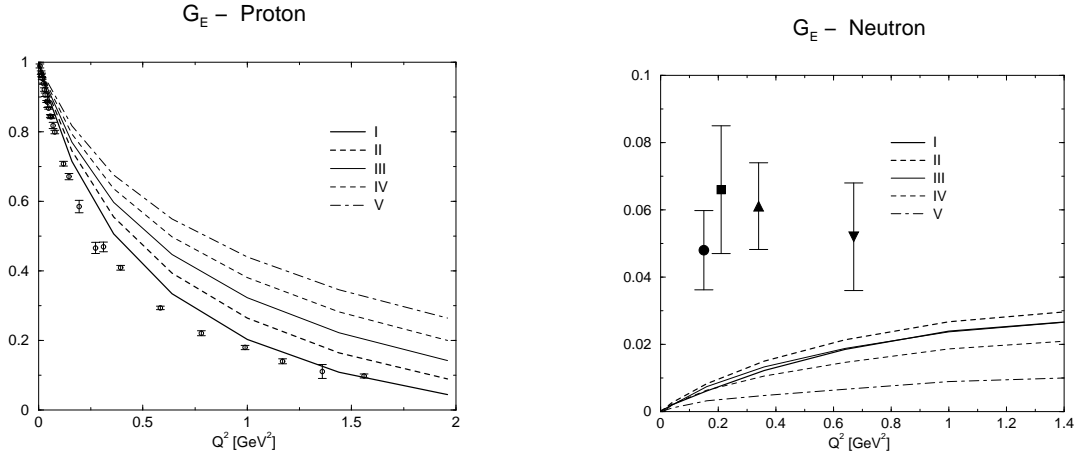 G_E – Proton
1
0.8
0.6
0.4
0.2
0
0 0.5 1 1.5 2
Q² [GeV²]
I
II
III
IV
V
G_E – Neutron
0.1
0.08
0.06
0.04
0.02
0
0 0.2 0.4 0.6 0.8 1.0 1.2 1.4
Q² [GeV²]
I
II
III
IV
V